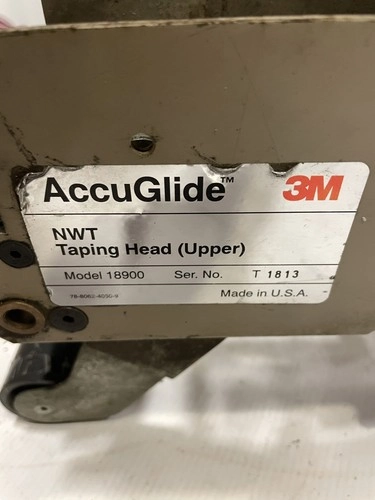 AccuGlide™ 3M
NWT
Taping Head (Upper)
Model 18900 Ser. No. T 1813
Made in U.S.A.